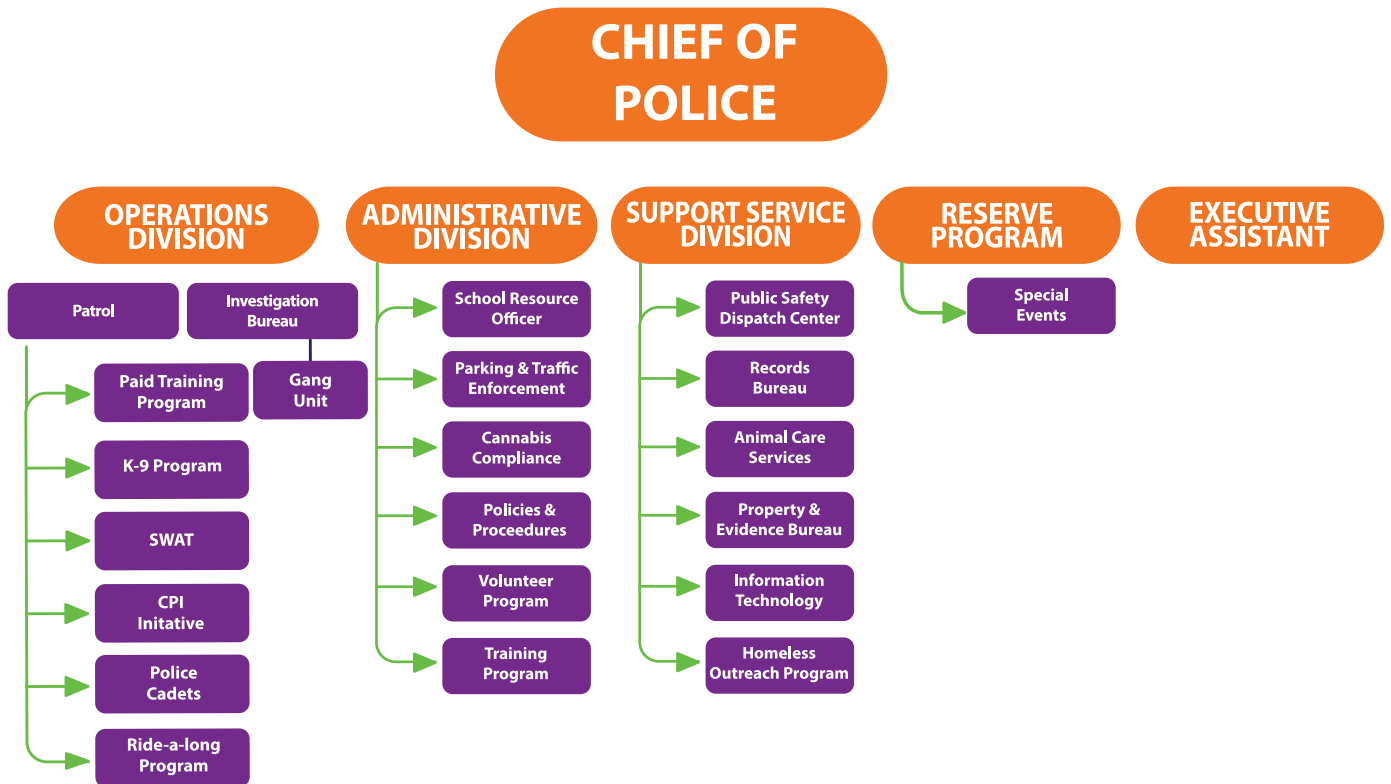 CHIEF OF
POLICE
OPERATIONS
DIVISION
Patrol
Investigation
Bureau
Paid Training
Program
Gang
Unit
K-9 Program
SWAT
CPI
Initative
Police
Cadets
Ride-a-long
Program
ADMINISTRATIVE
DIVISION
School Resource
Officer
Parking & Traffic
Enforcement
Cannabis
Compliance
Policies &
Proceedures
Volunteer
Program
Training
Program
SUPPORT SERVICE
DIVISION
Public Safety
Dispatch Center
Records
Bureau
Animal Care
Services
Property &
Evidence Bureau
Information
Technology
Homeless
Outreach Program
RESERVE
PROGRAM
Special
Events
EXECUTIVE
ASSISTANT